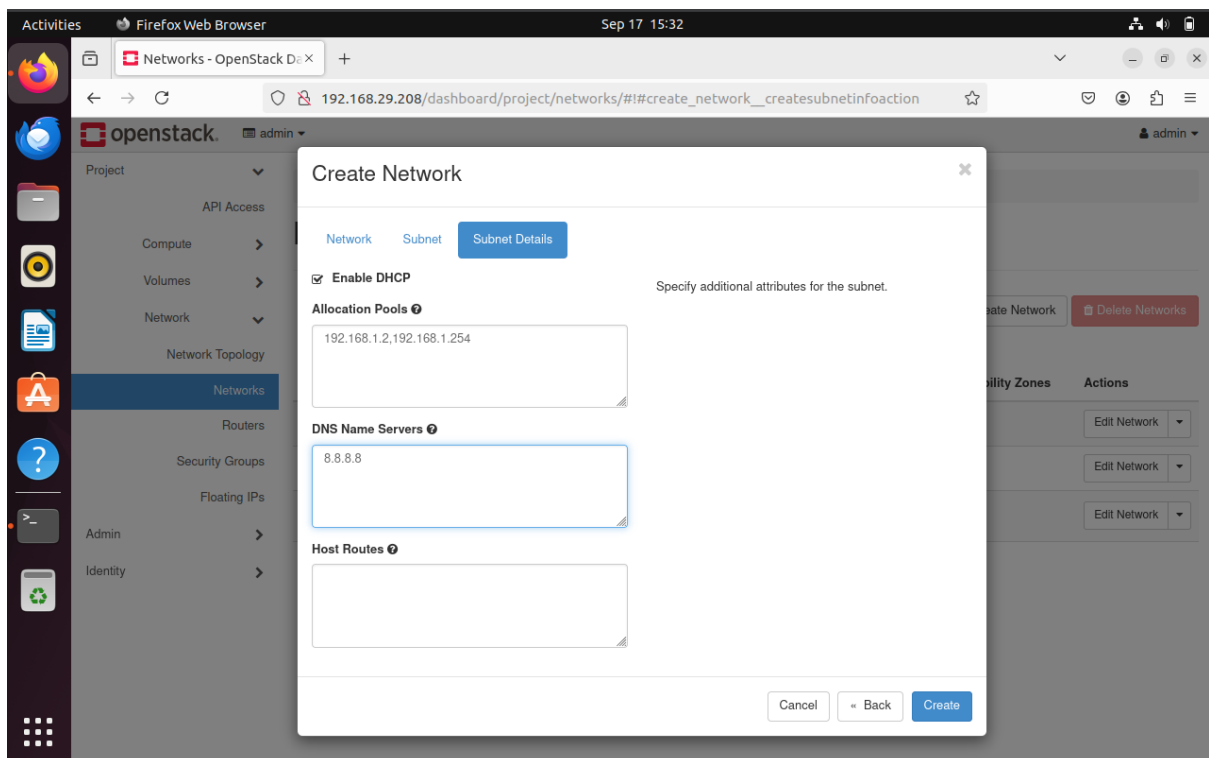 Activities Firefox Web Browser Sep 17 15:32
Networks - OpenStack Da
192.168.29.208/dashboard/project/networks/#!#create_network__createsubnetinfoaction
openstack. admin admin
Project
API Access
Compute
Volumes
Network
Network Topology
Networks
Routers
Security Groups
Floating IPs
Admin
Identity
Create Network
Network Subnet Subnet Details
Enable DHCP
Specify additional attributes for the subnet.
Allocation Pools
192.168.1.2,192.168.1.254
DNS Name Servers
8.8.8.8
Host Routes
Cancel « Back Create
eate Network Delete Networks
bility Zones Actions
Edit Network
Edit Network
Edit Network